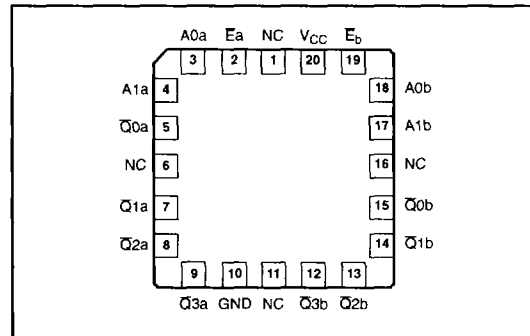 A0a E̅a NC VCC E̅b
3 2 1 20 19
A1a 4 18 A0b
Q̅0a 5 17 A1b
NC 6 16 NC
Q̅1a 7 15 Q̅0b
Q̅2a 8 14 Q̅1b
9 10 11 12 13
Q̅3a GND NC Q̅3b Q̅2b